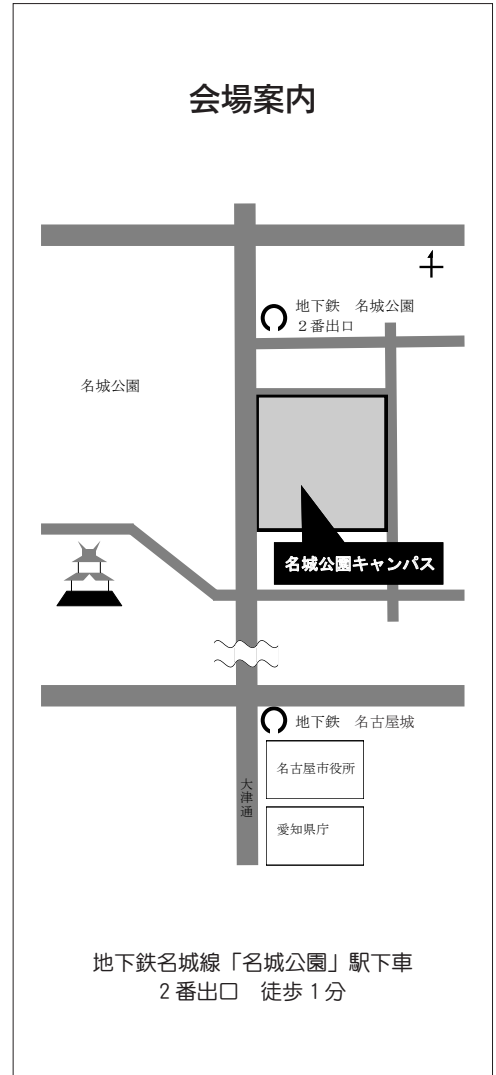 会場案内
地下鉄　名城公園
２番出口
名城公園
名城公園キャンパス
地下鉄　名古屋城
名古屋市役所
大津通
愛知県庁
地下鉄名城線「名城公園」駅下車
２番出口　徒歩１分